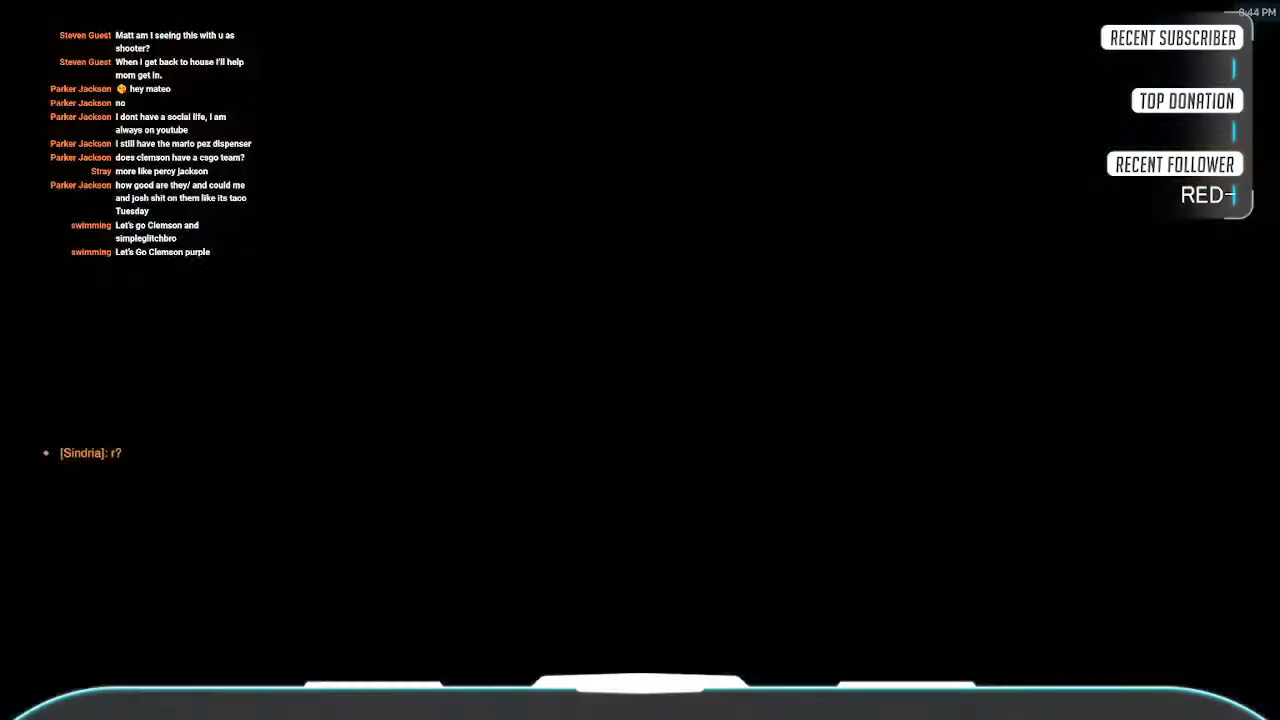 8:44 PM
Steven Guest Matt am I seeing this with u as
shooter?
Steven Guest When I get back to house I'll help
mom get in.
Parker Jackson hey mateo
Parker Jackson no
Parker Jackson I dont have a social life, I am
always on youtube
Parker Jackson I still have the mario pez dispenser
Parker Jackson does clemson have a csgo team?
Stray more like percy jackson
Parker Jackson how good are they/ and could me
and josh shit on them like its taco
Tuesday
swimming Let's go Clemson and
simpleglitchbro
swimming Let's Go Clemson purple
RECENT SUBSCRIBER
TOP DONATION
RECENT FOLLOWER
RED-
[Sindria]: r?